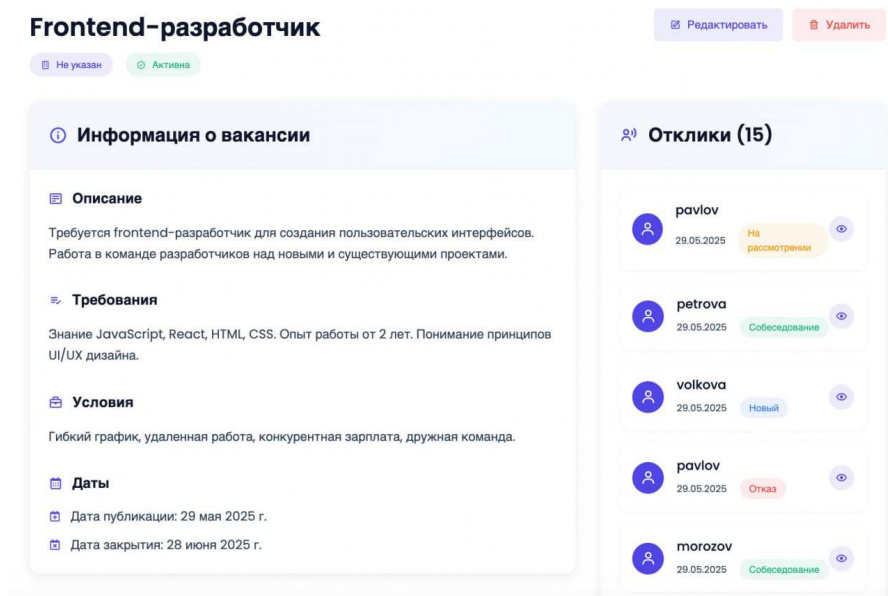 Frontend-разработчик
Редактировать
Удалить
Не указан
Активна
Информация о вакансии
Описание
Требуется frontend-разработчик для создания пользовательских интерфейсов.
Работа в команде разработчиков над новыми и существующими проектами.
Требования
Знание JavaScript, React, HTML, CSS. Опыт работы от 2 лет. Понимание принципов
UI/UX дизайна.
Условия
Гибкий график, удаленная работа, конкурентная зарплата, дружная команда.
Даты
Дата публикации: 29 мая 2025 г.
Дата закрытия: 28 июня 2025 г.
Отклики (15)
pavlov
29.05.2025
На
рассмотрении
petrova
29.05.2025
Собеседование
volkova
29.05.2025
Новый
pavlov
29.05.2025
Отказ
morozov
29.05.2025
Собеседование